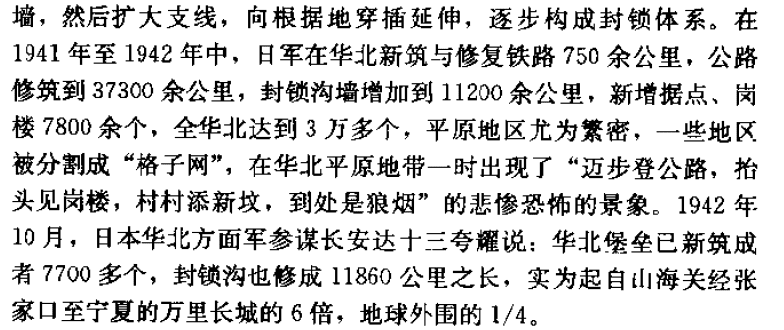 墙，然后扩大支线，向根据地穿插延伸，逐步构成封锁体系。在
1941年至1942年中，日军在华北新筑与修复铁路750余公里，公路
修筑到37300余公里，封锁沟墙增加到11200余公里，新增据点、岗
楼7800余个，全华北达到3万多个，平原地区尤为繁密，一些地区
被分割成“格子网”，在华北平原地带一时出现了“迈步登公路，抬
头见岗楼，村村添新坟，到处是狼烟”的悲惨恐怖的景象。1942年
10月，日本华北方面军参谋长安达十三夸耀说：华北堡垒已新筑成
者7700多个，封锁沟也修成11860公里之长，实为起自山海关经张
家口至宁夏的万里长城的6倍，地球外围的1/4。